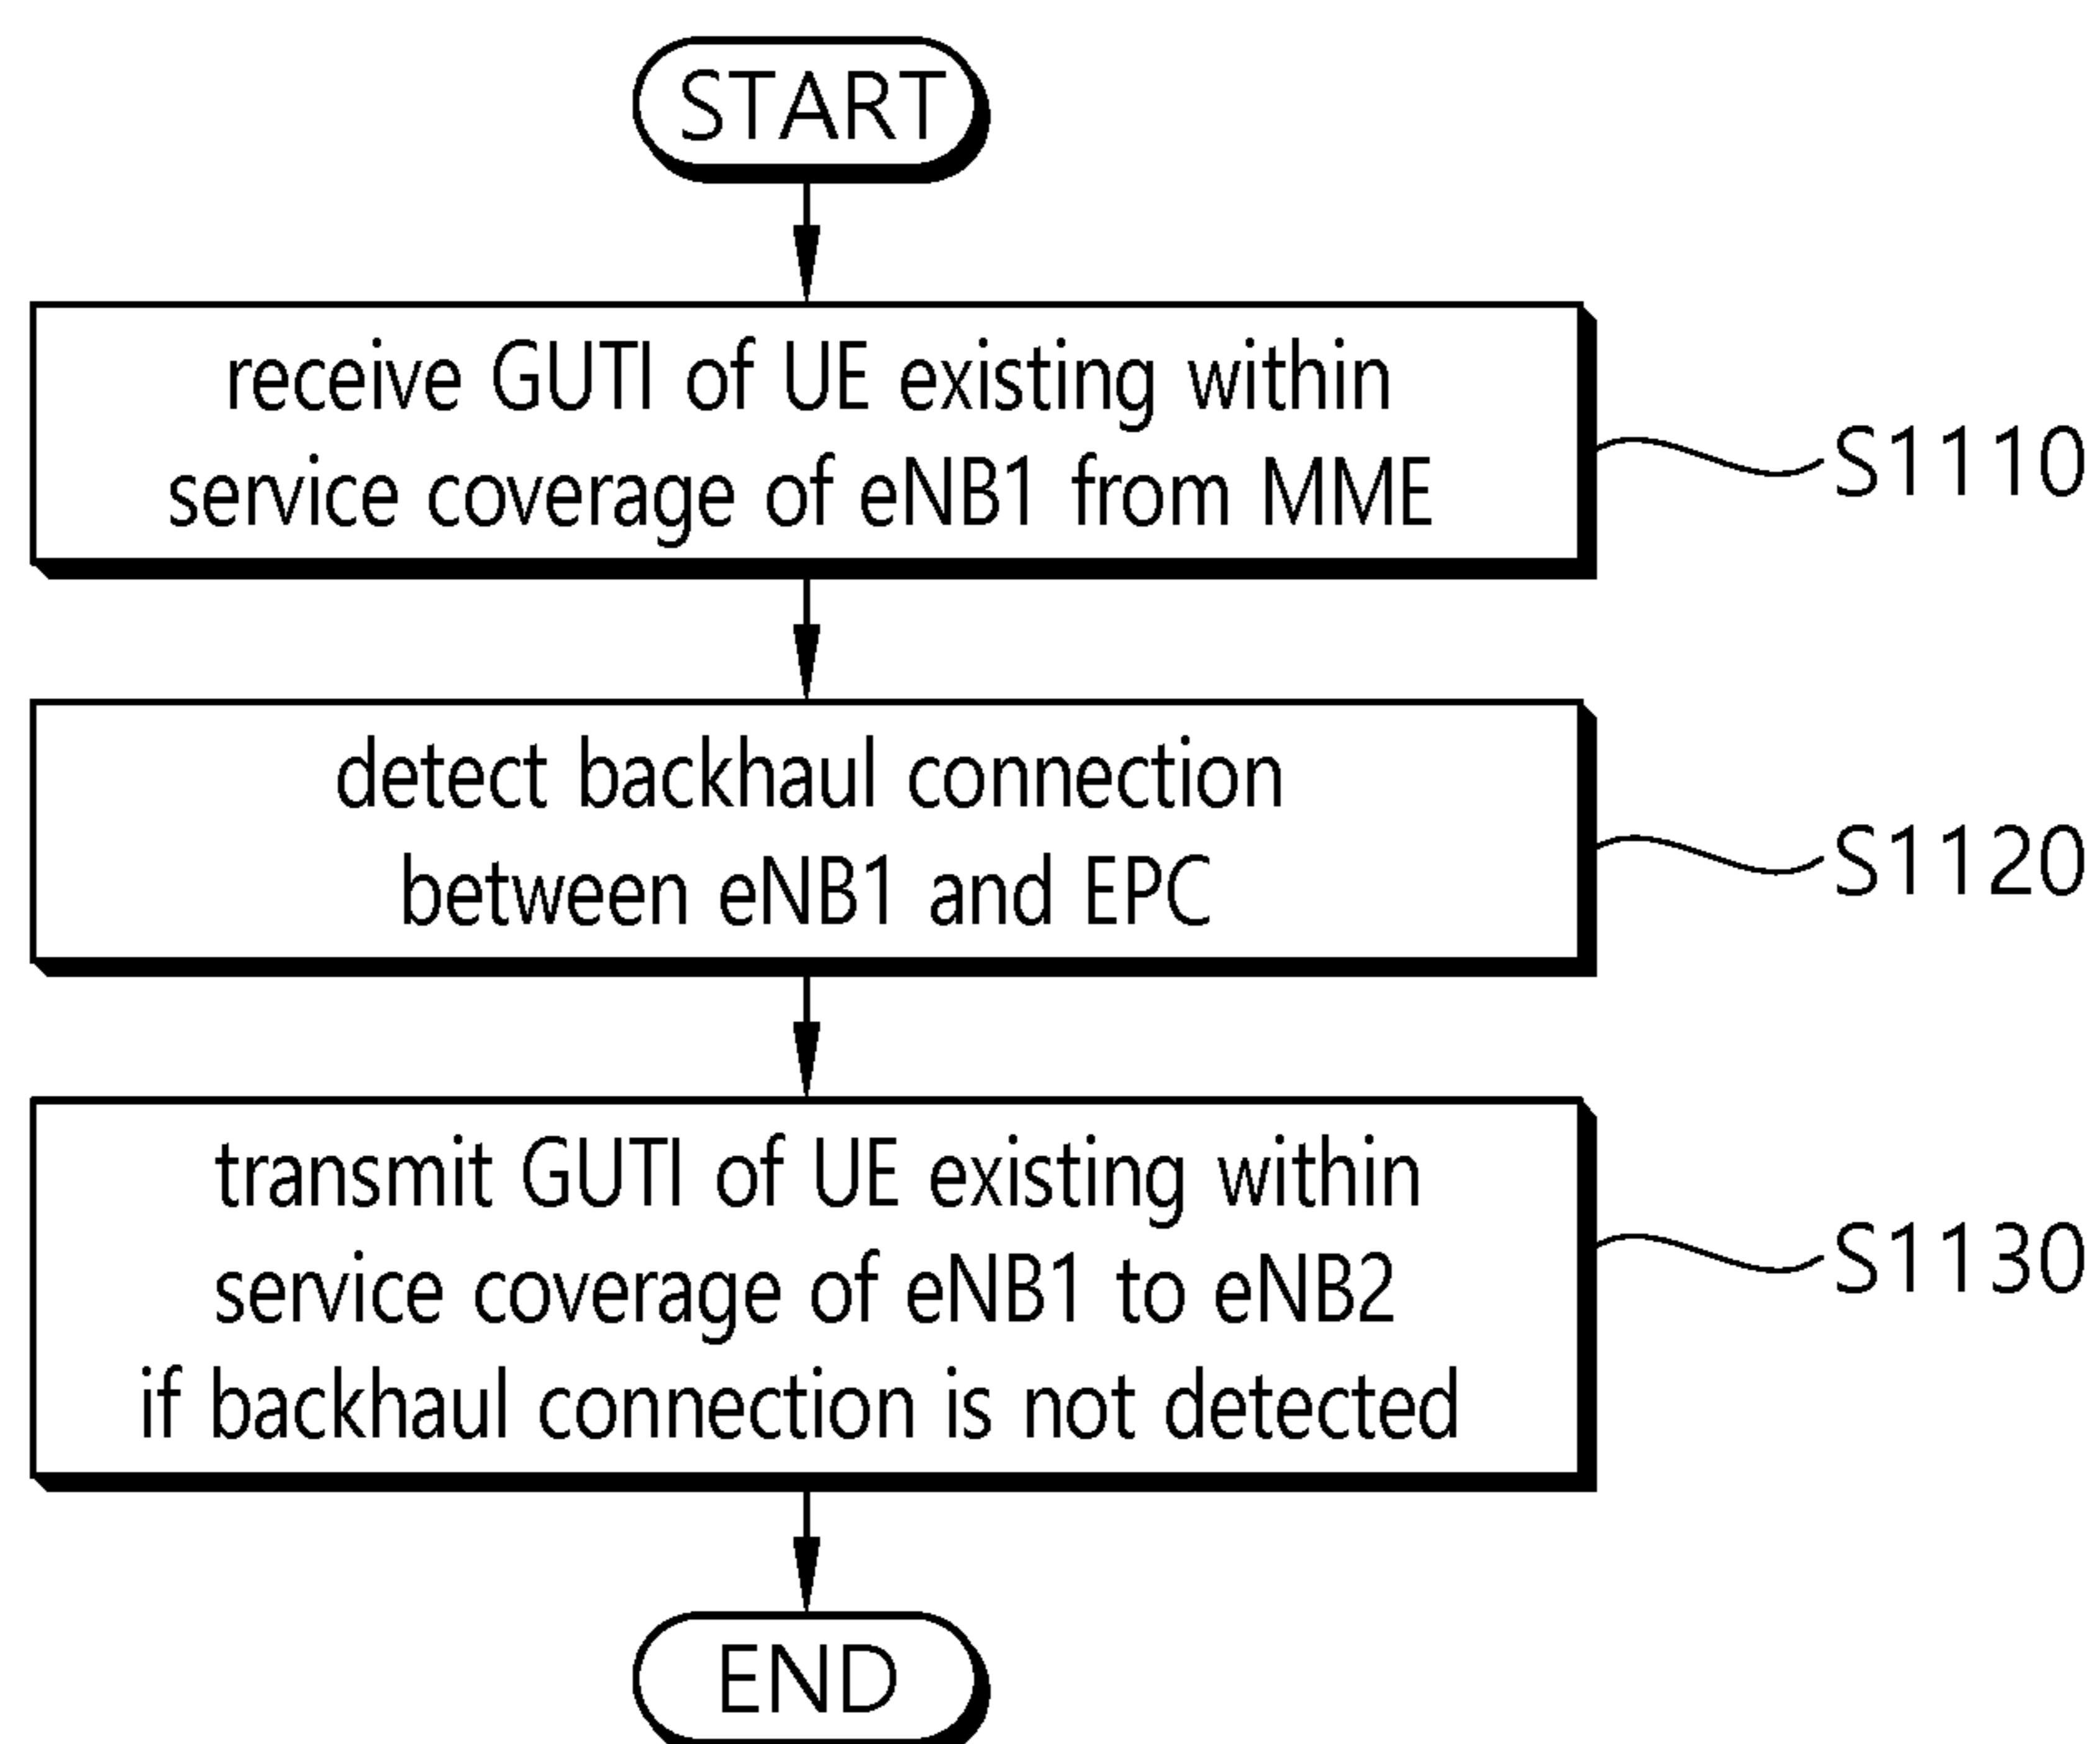 START
receive GUTI of UE existing within
service coverage of eNB1 from MME
S1110
detect backhaul connection
between eNB1 and EPC
S1120
transmit GUTI of UE existing within
service coverage of eNB1 to eNB2
if backhaul connection is not detected
S1130
END